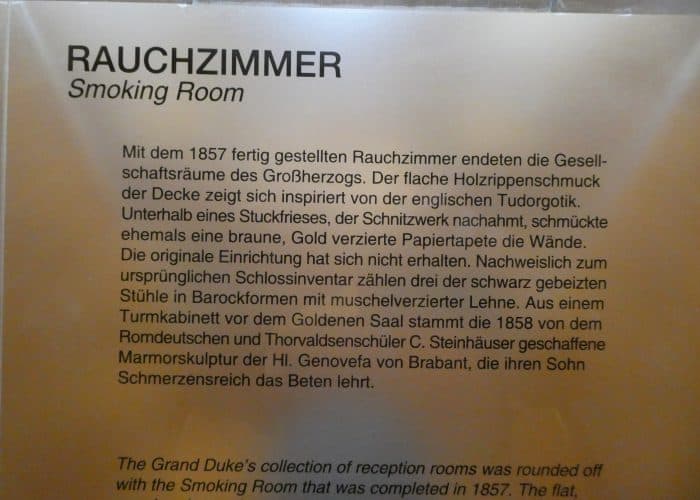 RAUCHZIMMER
Smoking Room
Mit dem 1857 fertig gestellten Rauchzimmer endeten die Gesell-
schaftsräume des Großherzogs. Der flache Holzrippenschmuck
der Decke zeigt sich inspiriert von der englischen Tudorgotik.
Unterhalb eines Stuckfrieses, der Schnitzwerk nachahmt, schmückte
ehemals eine braune, Gold verzierte Papiertapete die Wände.
Die originale Einrichtung hat sich nicht erhalten. Nachweislich zum
ursprünglichen Schlossinventar zählen drei der schwarz gebeizten
Stühle in Barockformen mit muschelverzierter Lehne. Aus einem
Turmkabinett vor dem Goldenen Saal stammt die 1858 von dem
Romdeutschen und Thorvaldsenschüler C. Steinhäuser geschaffene
Marmorskulptur der Hl. Genovefa von Brabant, die ihren Sohn
Schmerzensreich das Beten lehrt.
The Grand Duke's collection of reception rooms was rounded off
with the Smoking Room that was completed in 1857. The flat,